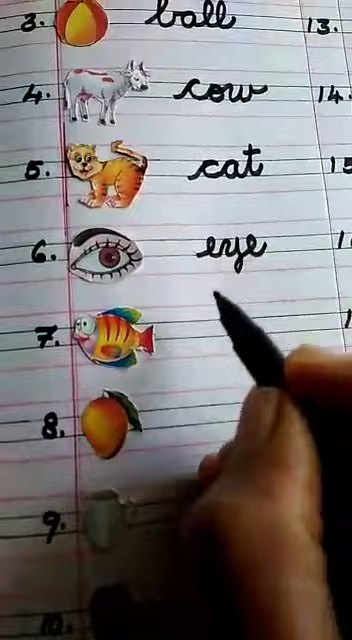 3. ball 13.
4. cow 14.
5. cat 15
6. eye
7.
8.
9.
10.